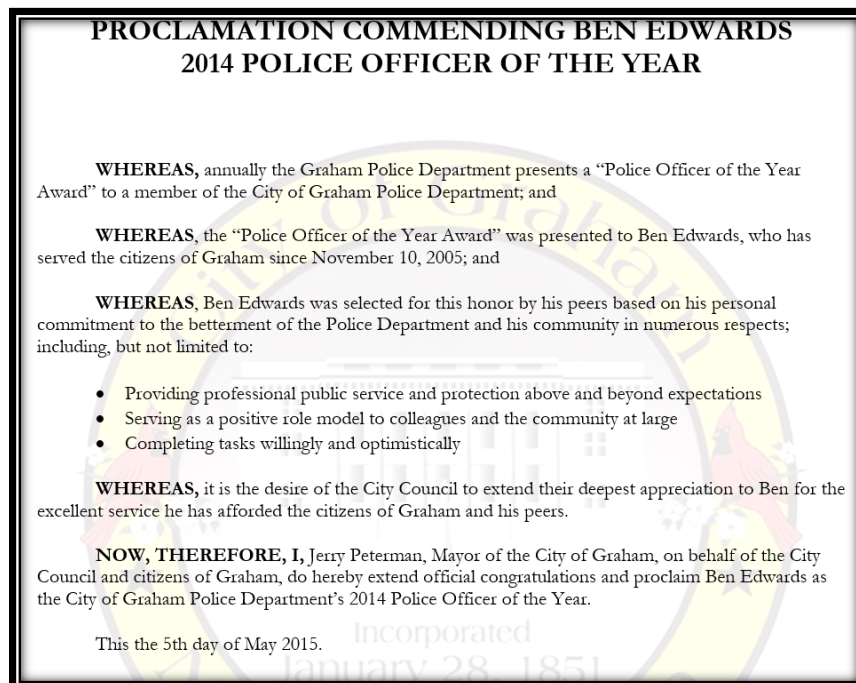 PROCLAMATION COMMENDING BEN EDWARDS
2014 POLICE OFFICER OF THE YEAR
WHEREAS, annually the Graham Police Department presents a “Police Officer of the Year
Award” to a member of the City of Graham Police Department; and
WHEREAS, the “Police Officer of the Year Award” was presented to Ben Edwards, who has
served the citizens of Graham since November 10, 2005; and
WHEREAS, Ben Edwards was selected for this honor by his peers based on his personal
commitment to the betterment of the Police Department and his community in numerous respects;
including, but not limited to:
• Providing professional public service and protection above and beyond expectations
• Serving as a positive role model to colleagues and the community at large
• Completing tasks willingly and optimistically
WHEREAS, it is the desire of the City Council to extend their deepest appreciation to Ben for the
excellent service he has afforded the citizens of Graham and his peers.
NOW, THEREFORE, I, Jerry Peterman, Mayor of the City of Graham, on behalf of the City
Council and citizens of Graham, do hereby extend official congratulations and proclaim Ben Edwards as
the City of Graham Police Department’s 2014 Police Officer of the Year.
This the 5th day of May 2015.
City of Graham
Incorporated
January 28, 1851